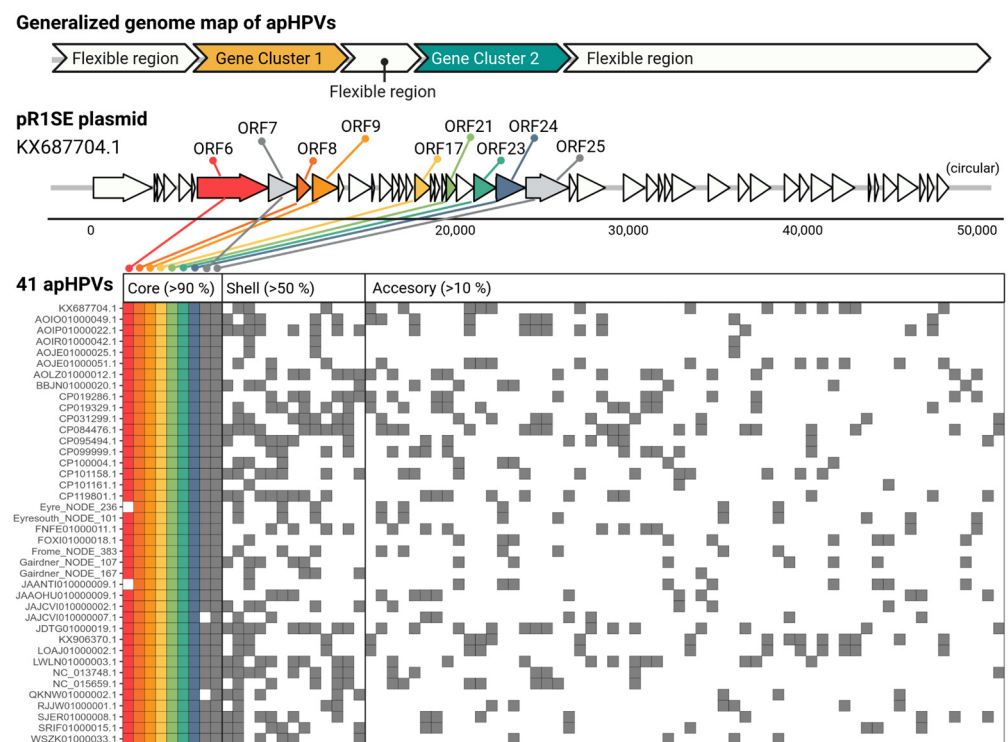 Generalized genome map of apHPVs
Flexible region
Gene Cluster 1
Gene Cluster 2
Flexible region
Flexible region
pR1SE plasmid
KX687704.1
ORF6
ORF7
ORF8
ORF9
ORF17
ORF21
ORF23
ORF24
ORF25
(circular)
0
20,000
30,000
40,000
50,000
41 apHPVs
Core (>90 %)
Shell (>50 %)
Accesory (>10 %)
KX687704.1
AOIO01000049.1
AOIP01000022.1
AOIR01000042.1
AOJE01000025.1
AOJE01000051.1
AOLZ01000012.1
BBJN01000020.1
CP019286.1
CP019329.1
CP031299.1
CP084476.1
CP095494.1
CP099999.1
CP100004.1
CP101158.1
CP101161.1
CP119801.1
Eyre_NODE_236
Eyresouth_NODE_101
FNFE01000011.1
FOXI01000018.1
Frome_NODE_383
Gairdner_NODE_107
Gairdner_NODE_167
JAANTI010000009.1
JAAOHU010000009.1
JAJCVI010000002.1
JAJCVI010000007.1
JDTG01000019.1
KX906370.1
LOAJ01000002.1
LWLN01000003.1
NC_013748.1
NC_015659.1
QKNW01000002.1
RJJW01000001.1
SJER01000008.1
SRIF01000015.1
WSZK01000033.1